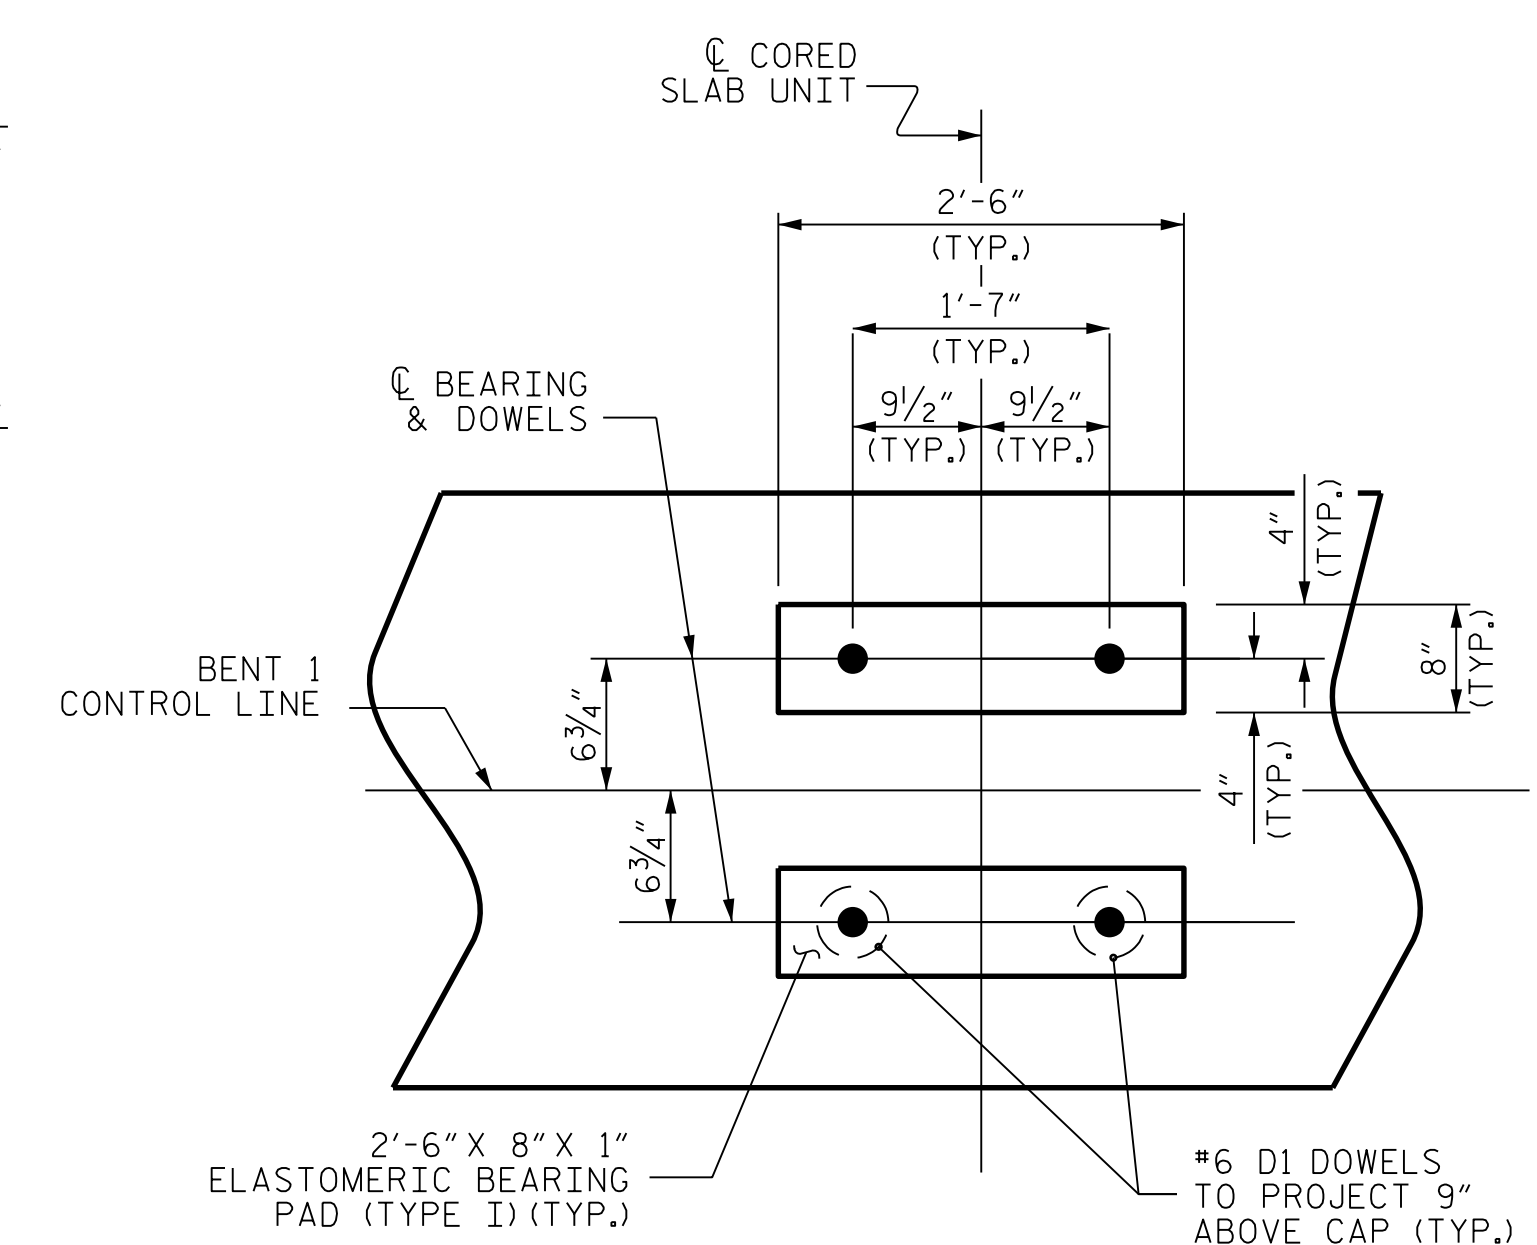 ℄ CORED
SLAB UNIT
2'-6"
(TYP.)
1'-7"
(TYP.)
℄ BEARING
& DOWELS
9½" 9½"
(TYP.) (TYP.)
4"
(TYP.)
8"
(TYP.)
BENT 1
CONTROL LINE
6¾"
4"
(TYP.)
6¾"
2'-6" X 8" X 1"
ELASTOMERIC BEARING
PAD (TYPE I) (TYP.)
#6 D1 DOWELS
TO PROJECT 9"
ABOVE CAP (TYP.)